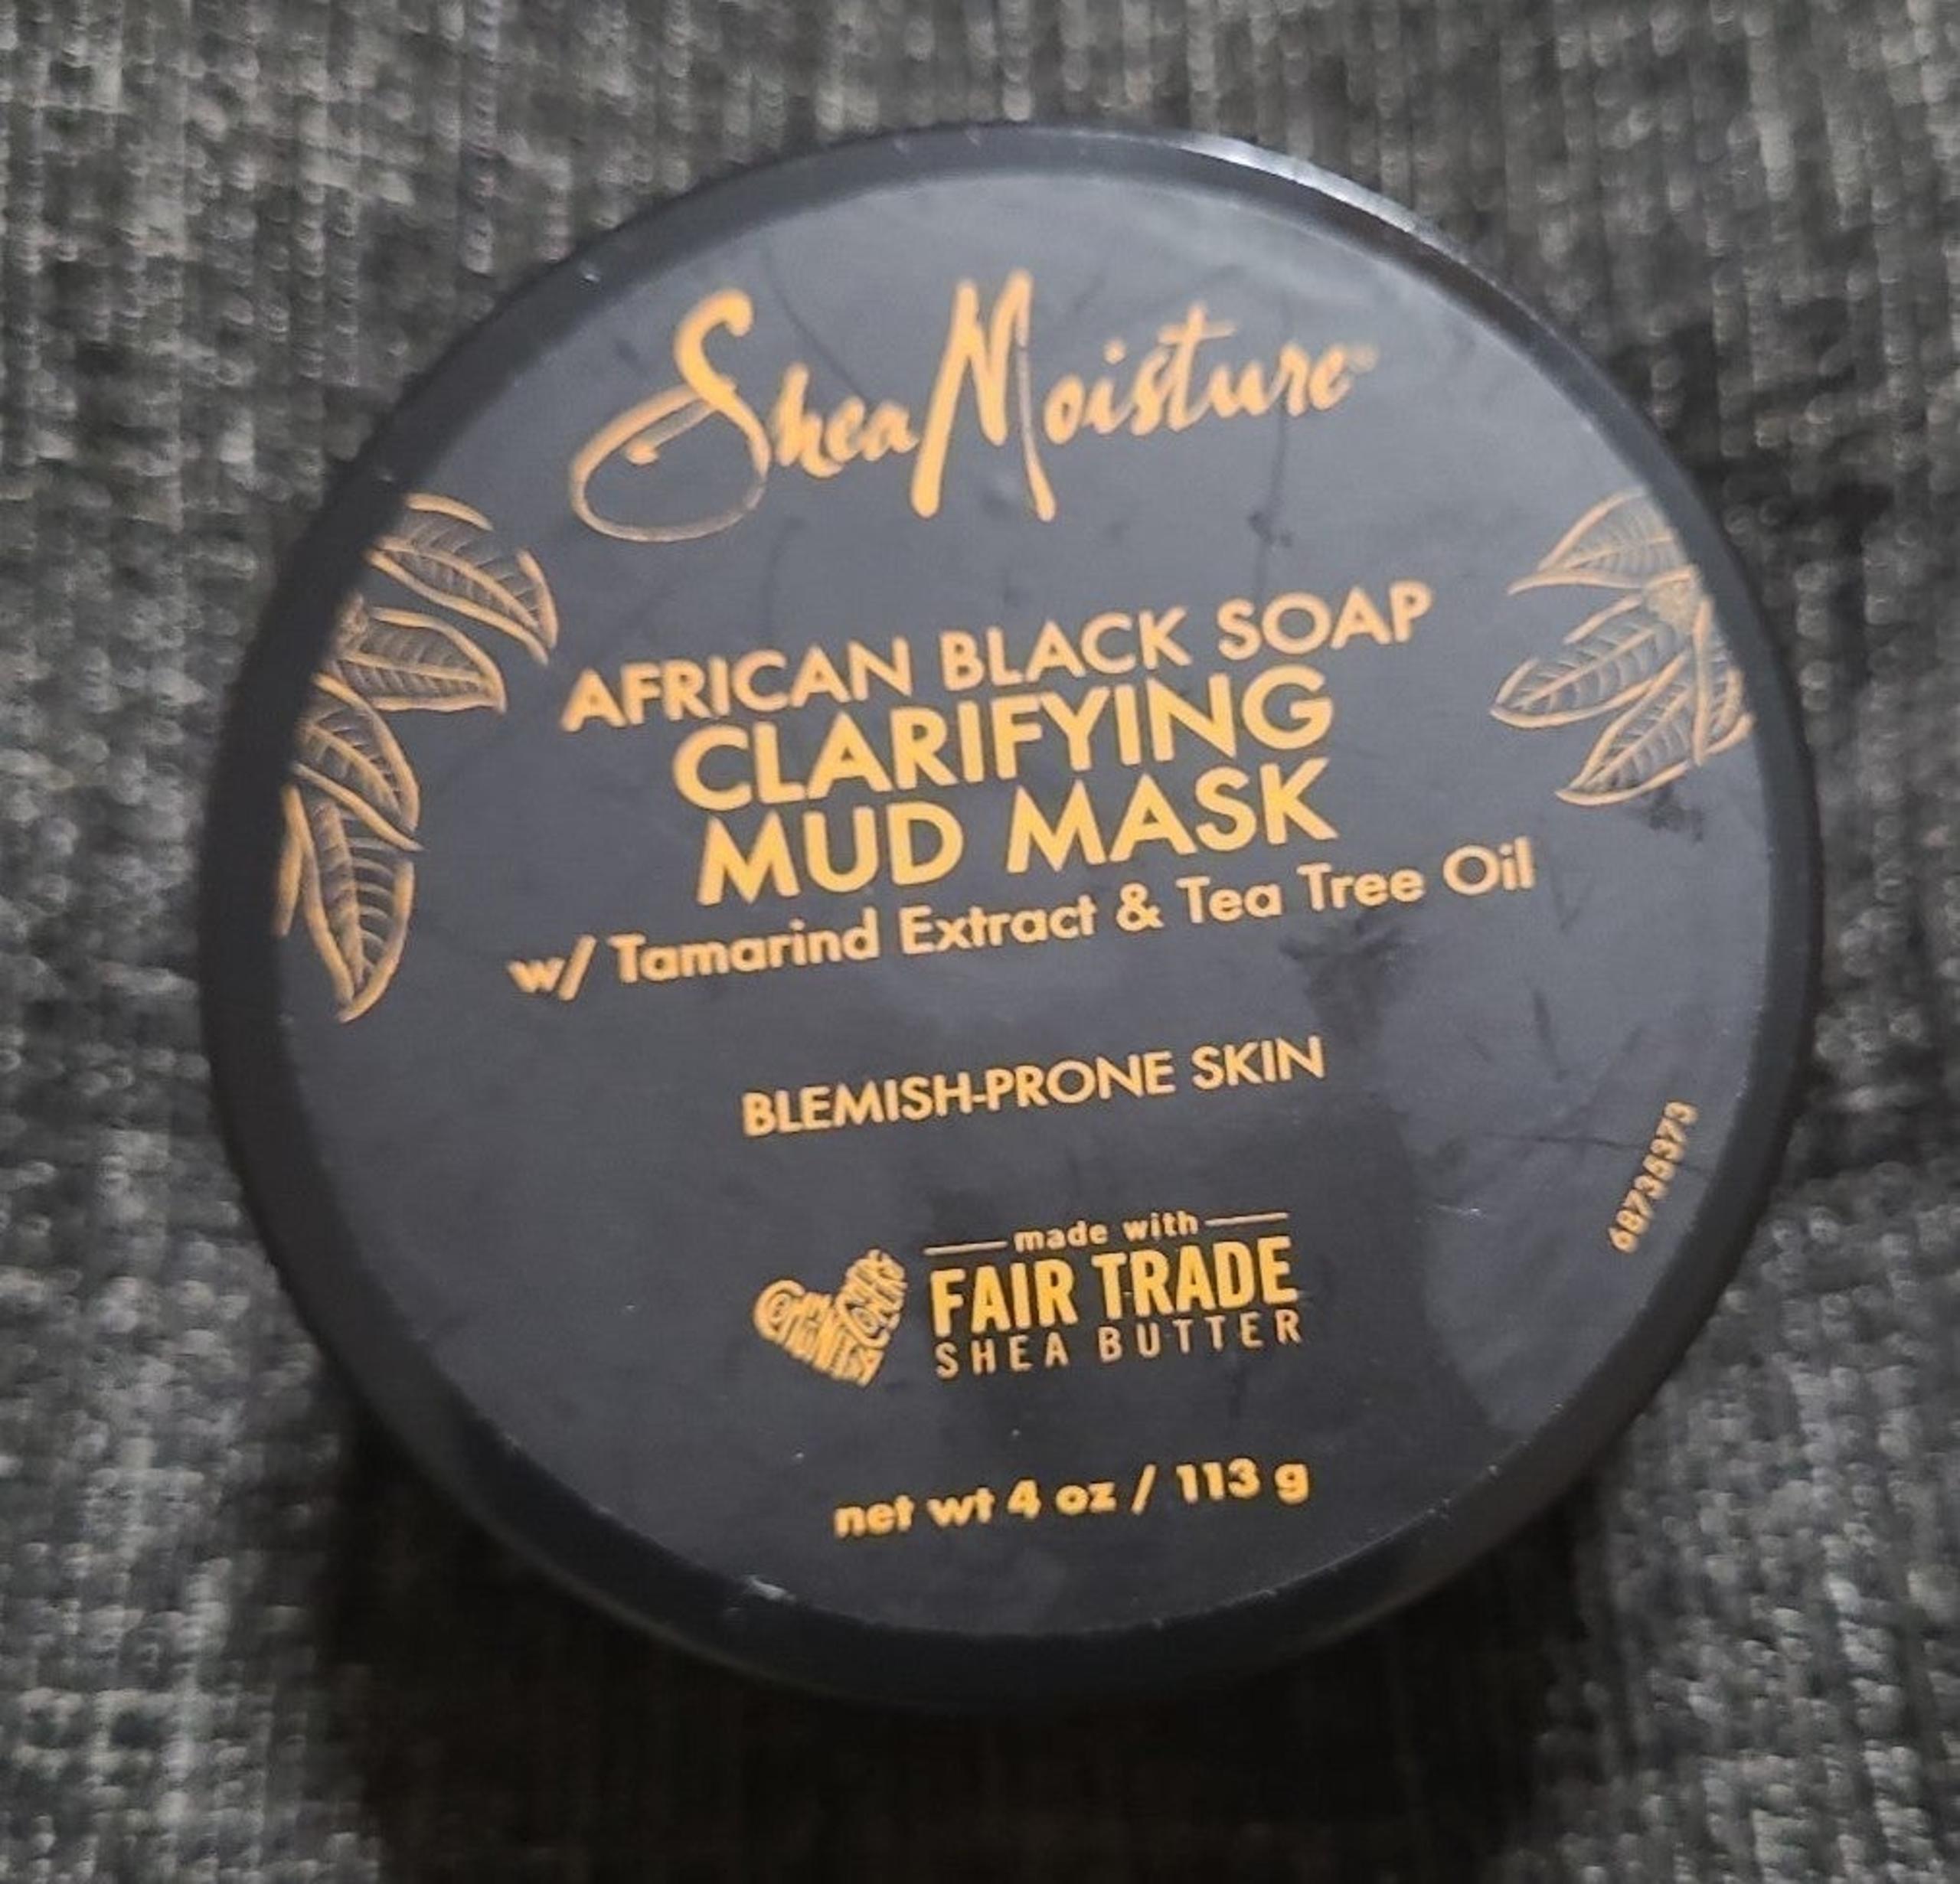 SheaMoisture
AFRICAN BLACK SOAP
CLARIFYING
MUD MASK
w/ Tamarind Extract & Tea Tree Oil
BLEMISH-PRONE SKIN
made with
FAIR TRADE
SHEA BUTTER
net wt 4 oz / 113 g
68735373